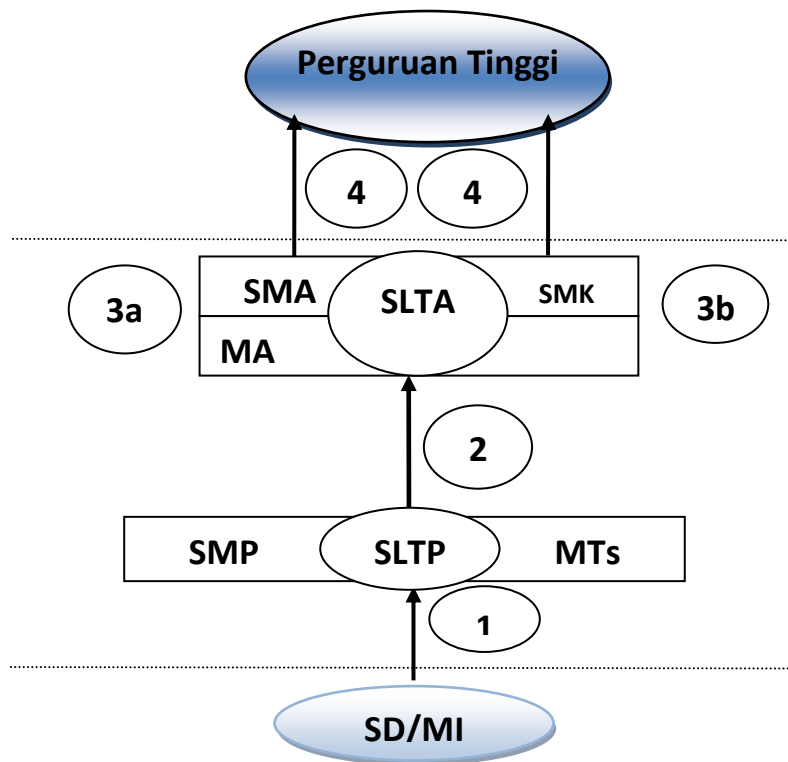 Perguruan Tinggi
4 4
3a SMA SLTA SMK 3b
MA
2
SMP SLTP MTs
1
SD/MI